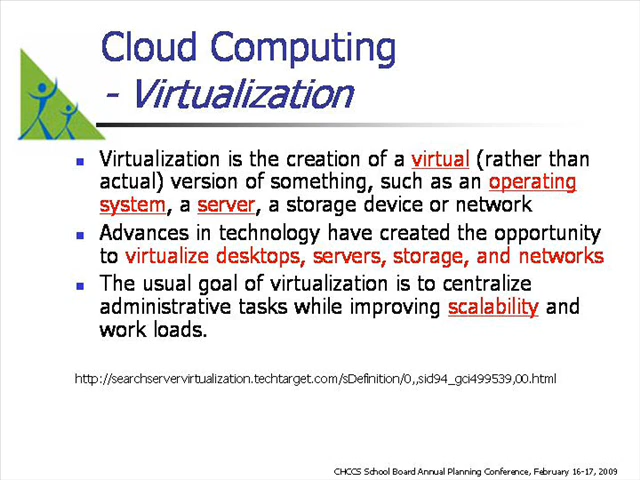 Cloud Computing
- Virtualization
Virtualization is the creation of a virtual (rather than
actual) version of something, such as an operating
system, a server, a storage device or network
Advances in technology have created the opportunity
to virtualize desktops, servers, storage, and networks
The usual goal of virtualization is to centralize
administrative tasks while improving scalability and
work loads.
http://searchservervirtualization.techtarget.com/sDefinition/0,,sid94_gci499539,00.html
CHCCS School Board Annual Planning Conference, February 16-17, 2009